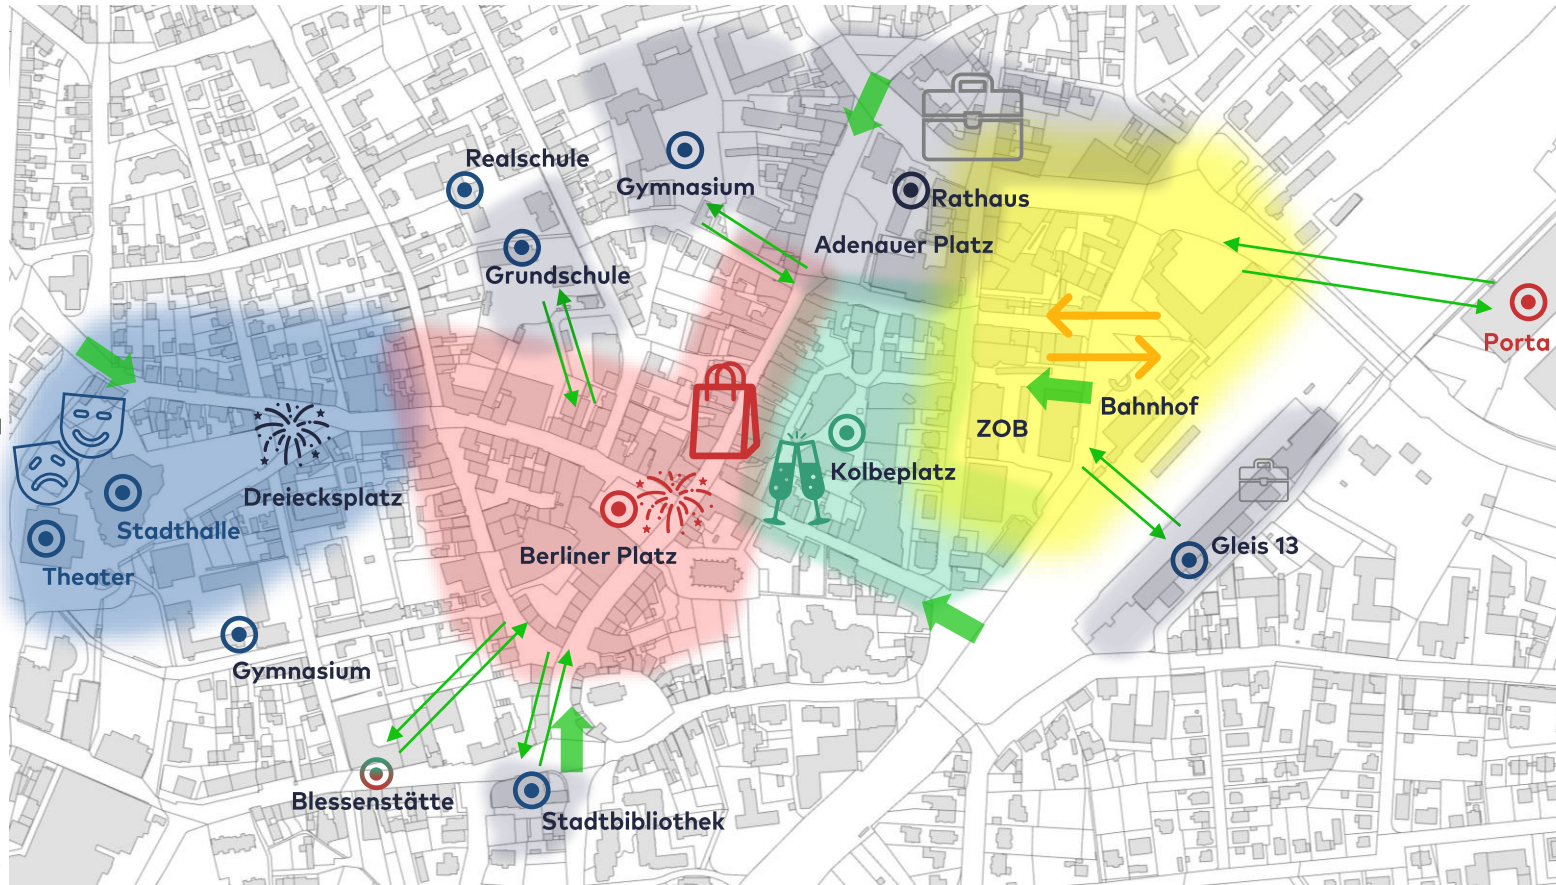 Realschule
Gymnasium
Rathaus
Grundschule
Adenauer Platz
Porta
Bahnhof
ZOB
Kolbeplatz
Dreiecksplatz
Stadthalle
Berliner Platz
Gleis 13
Theater
Gymnasium
Blessenstätte
Stadtbibliothek